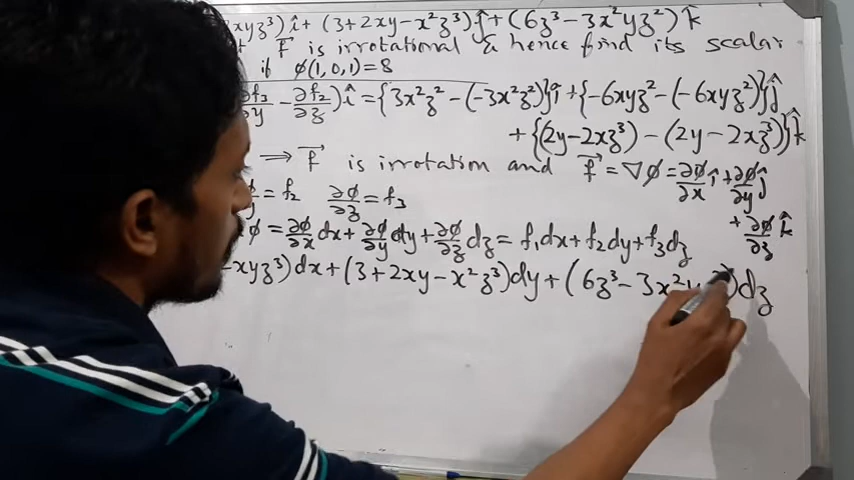 xyz³) î + (3+2xy-x²z³) ĵ + (6z³-3x²yz²) k̂
F⃗ is irrotational & hence find its scalar
if ϕ(1,0,1)=8
∂f₃/∂y - ∂f₂/∂z) î = {3x²z² - (-3x²z²)} î + {-6xyz² - (-6xyz²)} ĵ
+ {(2y-2xz³) - (2y-2xz³)} k̂
⟹ F⃗ is irrotation and f⃗ = ∇ϕ = ∂ϕ/∂x î + ∂ϕ/∂y ĵ
= f₂ ∂ϕ/∂z = f₃ + ∂ϕ/∂z k̂
ϕ = ∂ϕ/∂x dx + ∂ϕ/∂y dy + ∂ϕ/∂z dz = f₁dx + f₂dy + f₃dz
-xyz³)dx + (3+2xy-x²z³)dy + (6z³-3x²y )dz